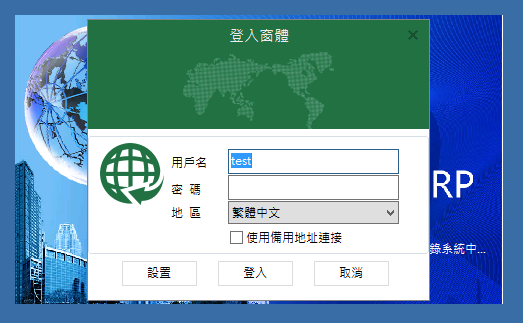 登入窗體
用戶名 test
密 碼
地 區 繁體中文
使用備用地址連接
設置 登入 取消
RP
錄系統中...